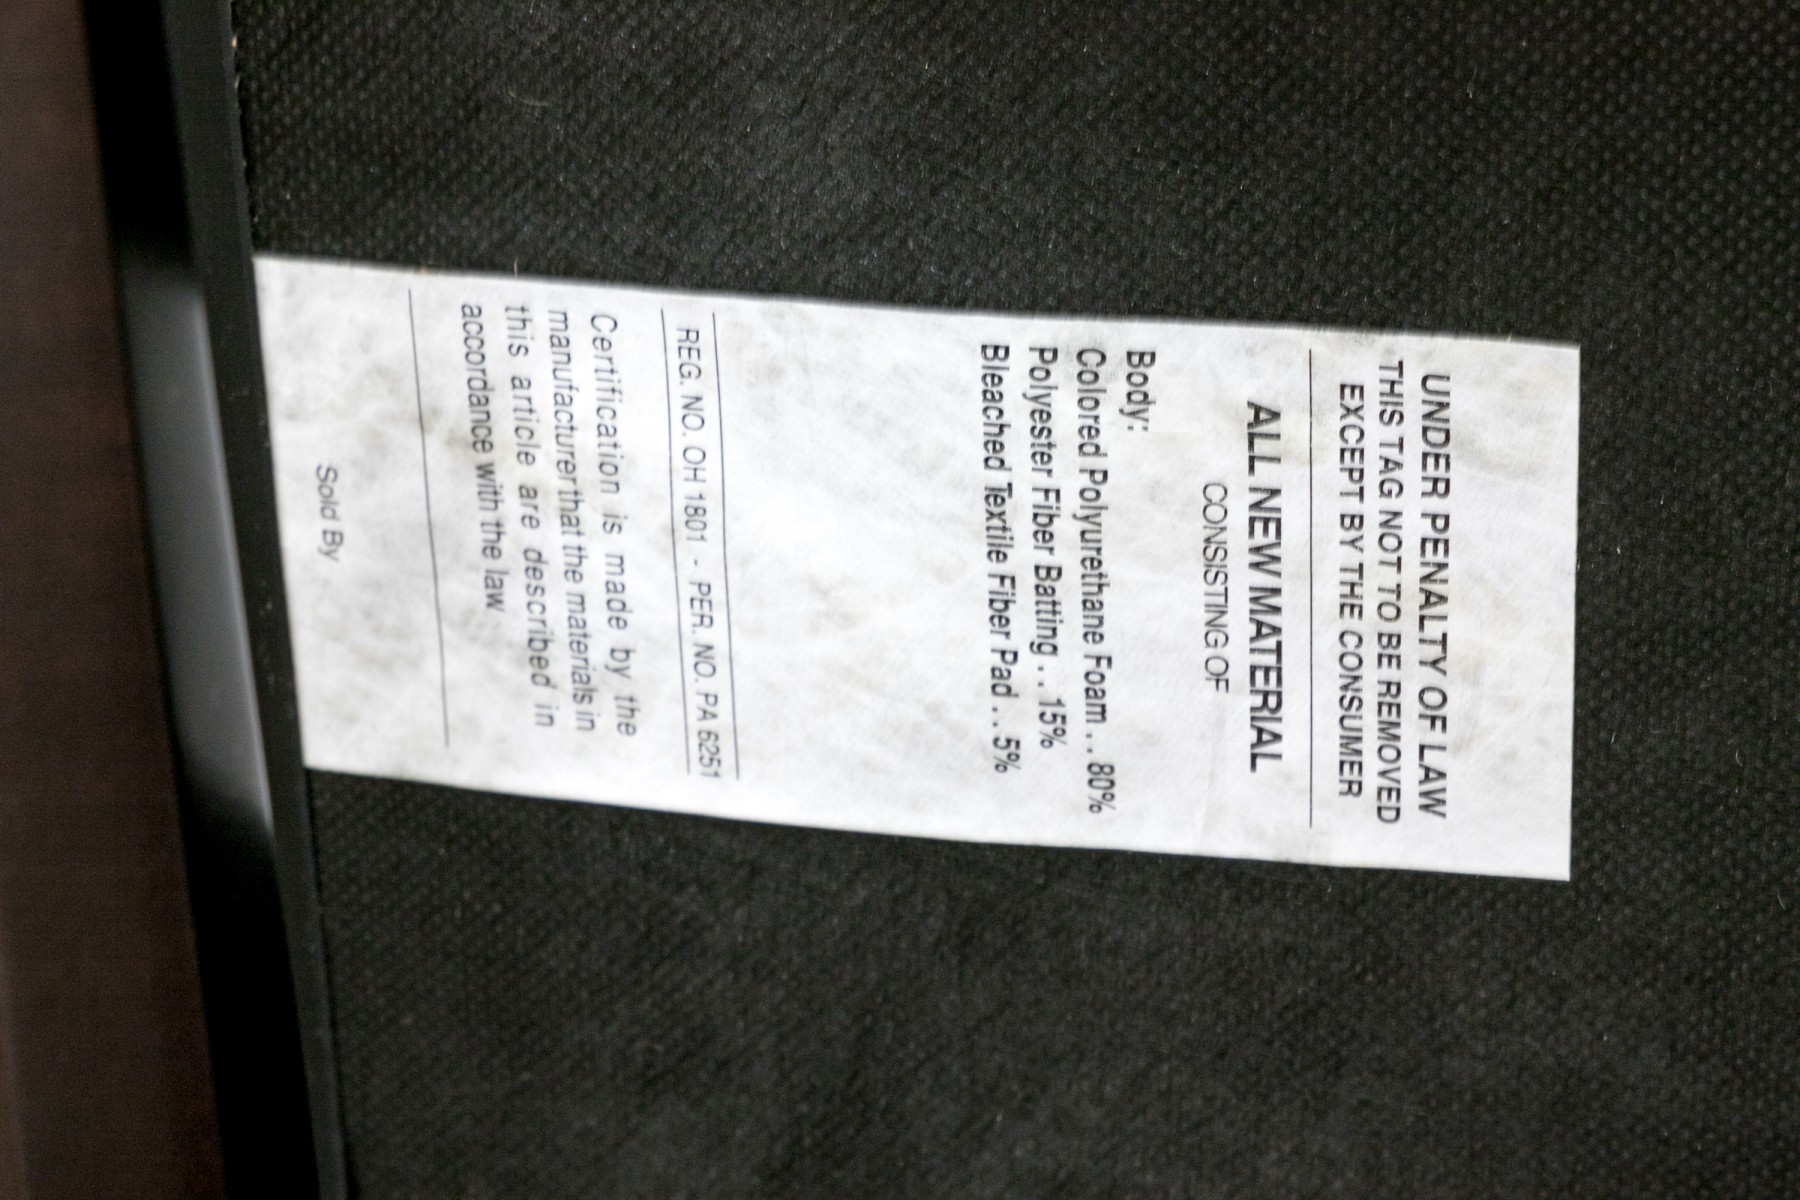 UNDER PENALTY OF LAW
THIS TAG NOT TO BE REMOVED
EXCEPT BY THE CONSUMER
ALL NEW MATERIAL
CONSISTING OF
Body:
Colored Polyurethane Foam . . 80%
Polyester Fiber Batting . . 15%
Bleached Textile Fiber Pad . . 5%
REG. NO. OH 1801 - PER. NO. PA 6251
Certification is made by the
manufacturer that the materials in
this article are described in
accordance with the law.
Sold By